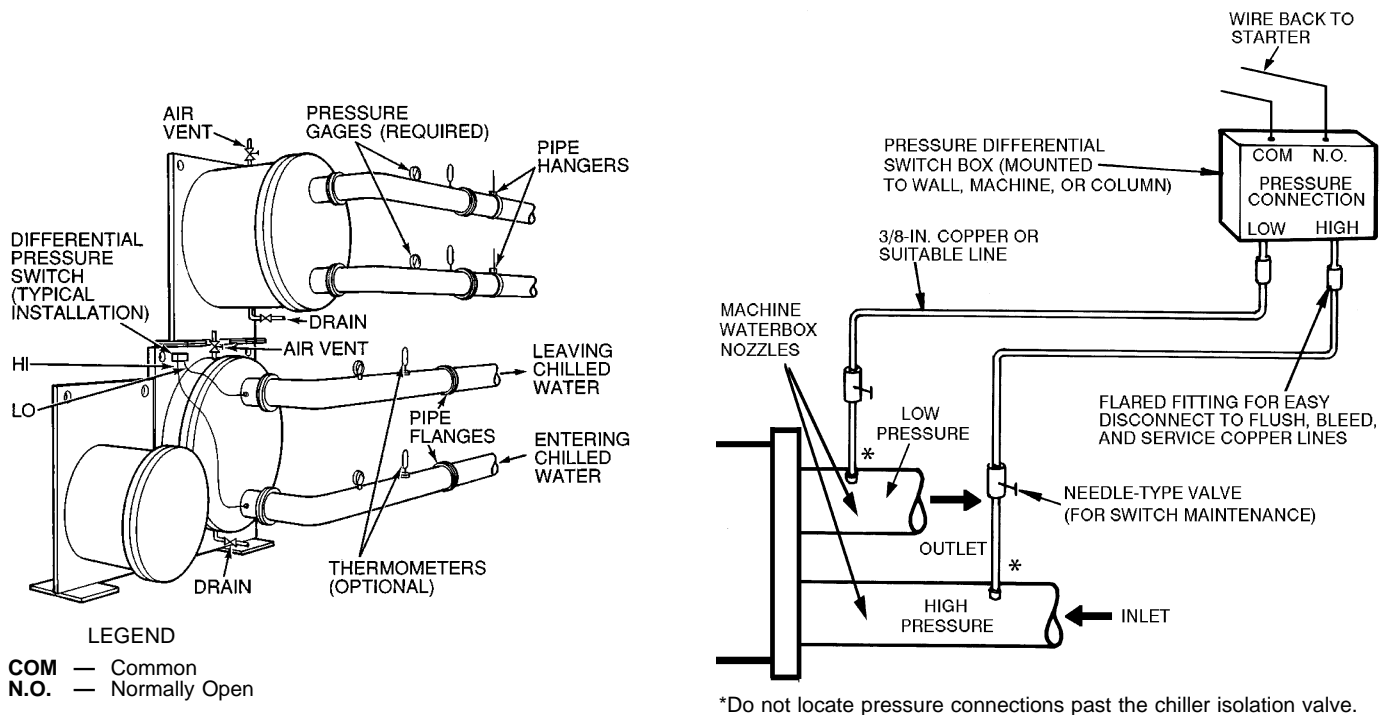 AIR
VENT
PRESSURE
GAGES (REQUIRED)
PIPE
HANGERS
DIFFERENTIAL
PRESSURE
SWITCH
(TYPICAL
INSTALLATION)
DRAIN
AIR VENT
HI
LO
LEAVING
CHILLED
WATER
PIPE
FLANGES
ENTERING
CHILLED
WATER
THERMOMETERS
(OPTIONAL)
DRAIN
LEGEND
COM — Common
N.O. — Normally Open
WIRE BACK TO
STARTER
PRESSURE DIFFERENTIAL
SWITCH BOX (MOUNTED
TO WALL, MACHINE, OR COLUMN)
COM N.O.
PRESSURE
CONNECTION
LOW HIGH
3/8-IN. COPPER OR
SUITABLE LINE
MACHINE
WATERBOX
NOZZLES
FLARED FITTING FOR EASY
DISCONNECT TO FLUSH, BLEED,
AND SERVICE COPPER LINES
LOW
PRESSURE
*
NEEDLE-TYPE VALVE
(FOR SWITCH MAINTENANCE)
OUTLET
*
HIGH
PRESSURE
INLET
*Do not locate pressure connections past the chiller isolation valve.